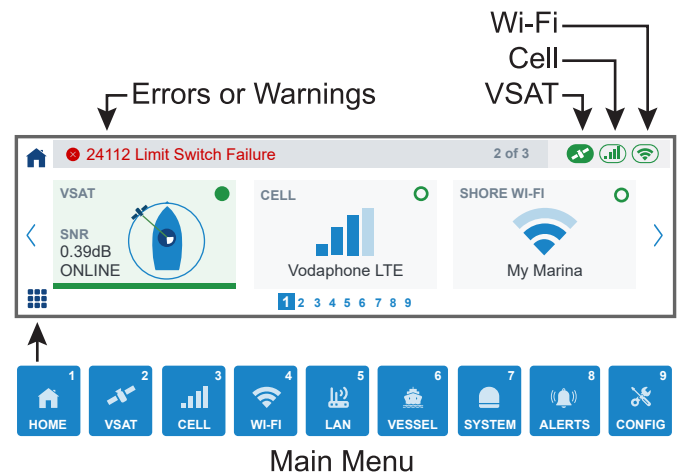 Wi-Fi
Cell
Errors or Warnings
VSAT
24112 Limit Switch Failure
2 of 3
VSAT
CELL
SHORE WI-FI
SNR
0.39dB
ONLINE
Vodaphone LTE
My Marina
1 2 3 4 5 6 7 8 9
1 2 3 4 5 6 7 8 9
HOME VSAT CELL WI-FI LAN VESSEL SYSTEM ALERTS CONFIG
Main Menu